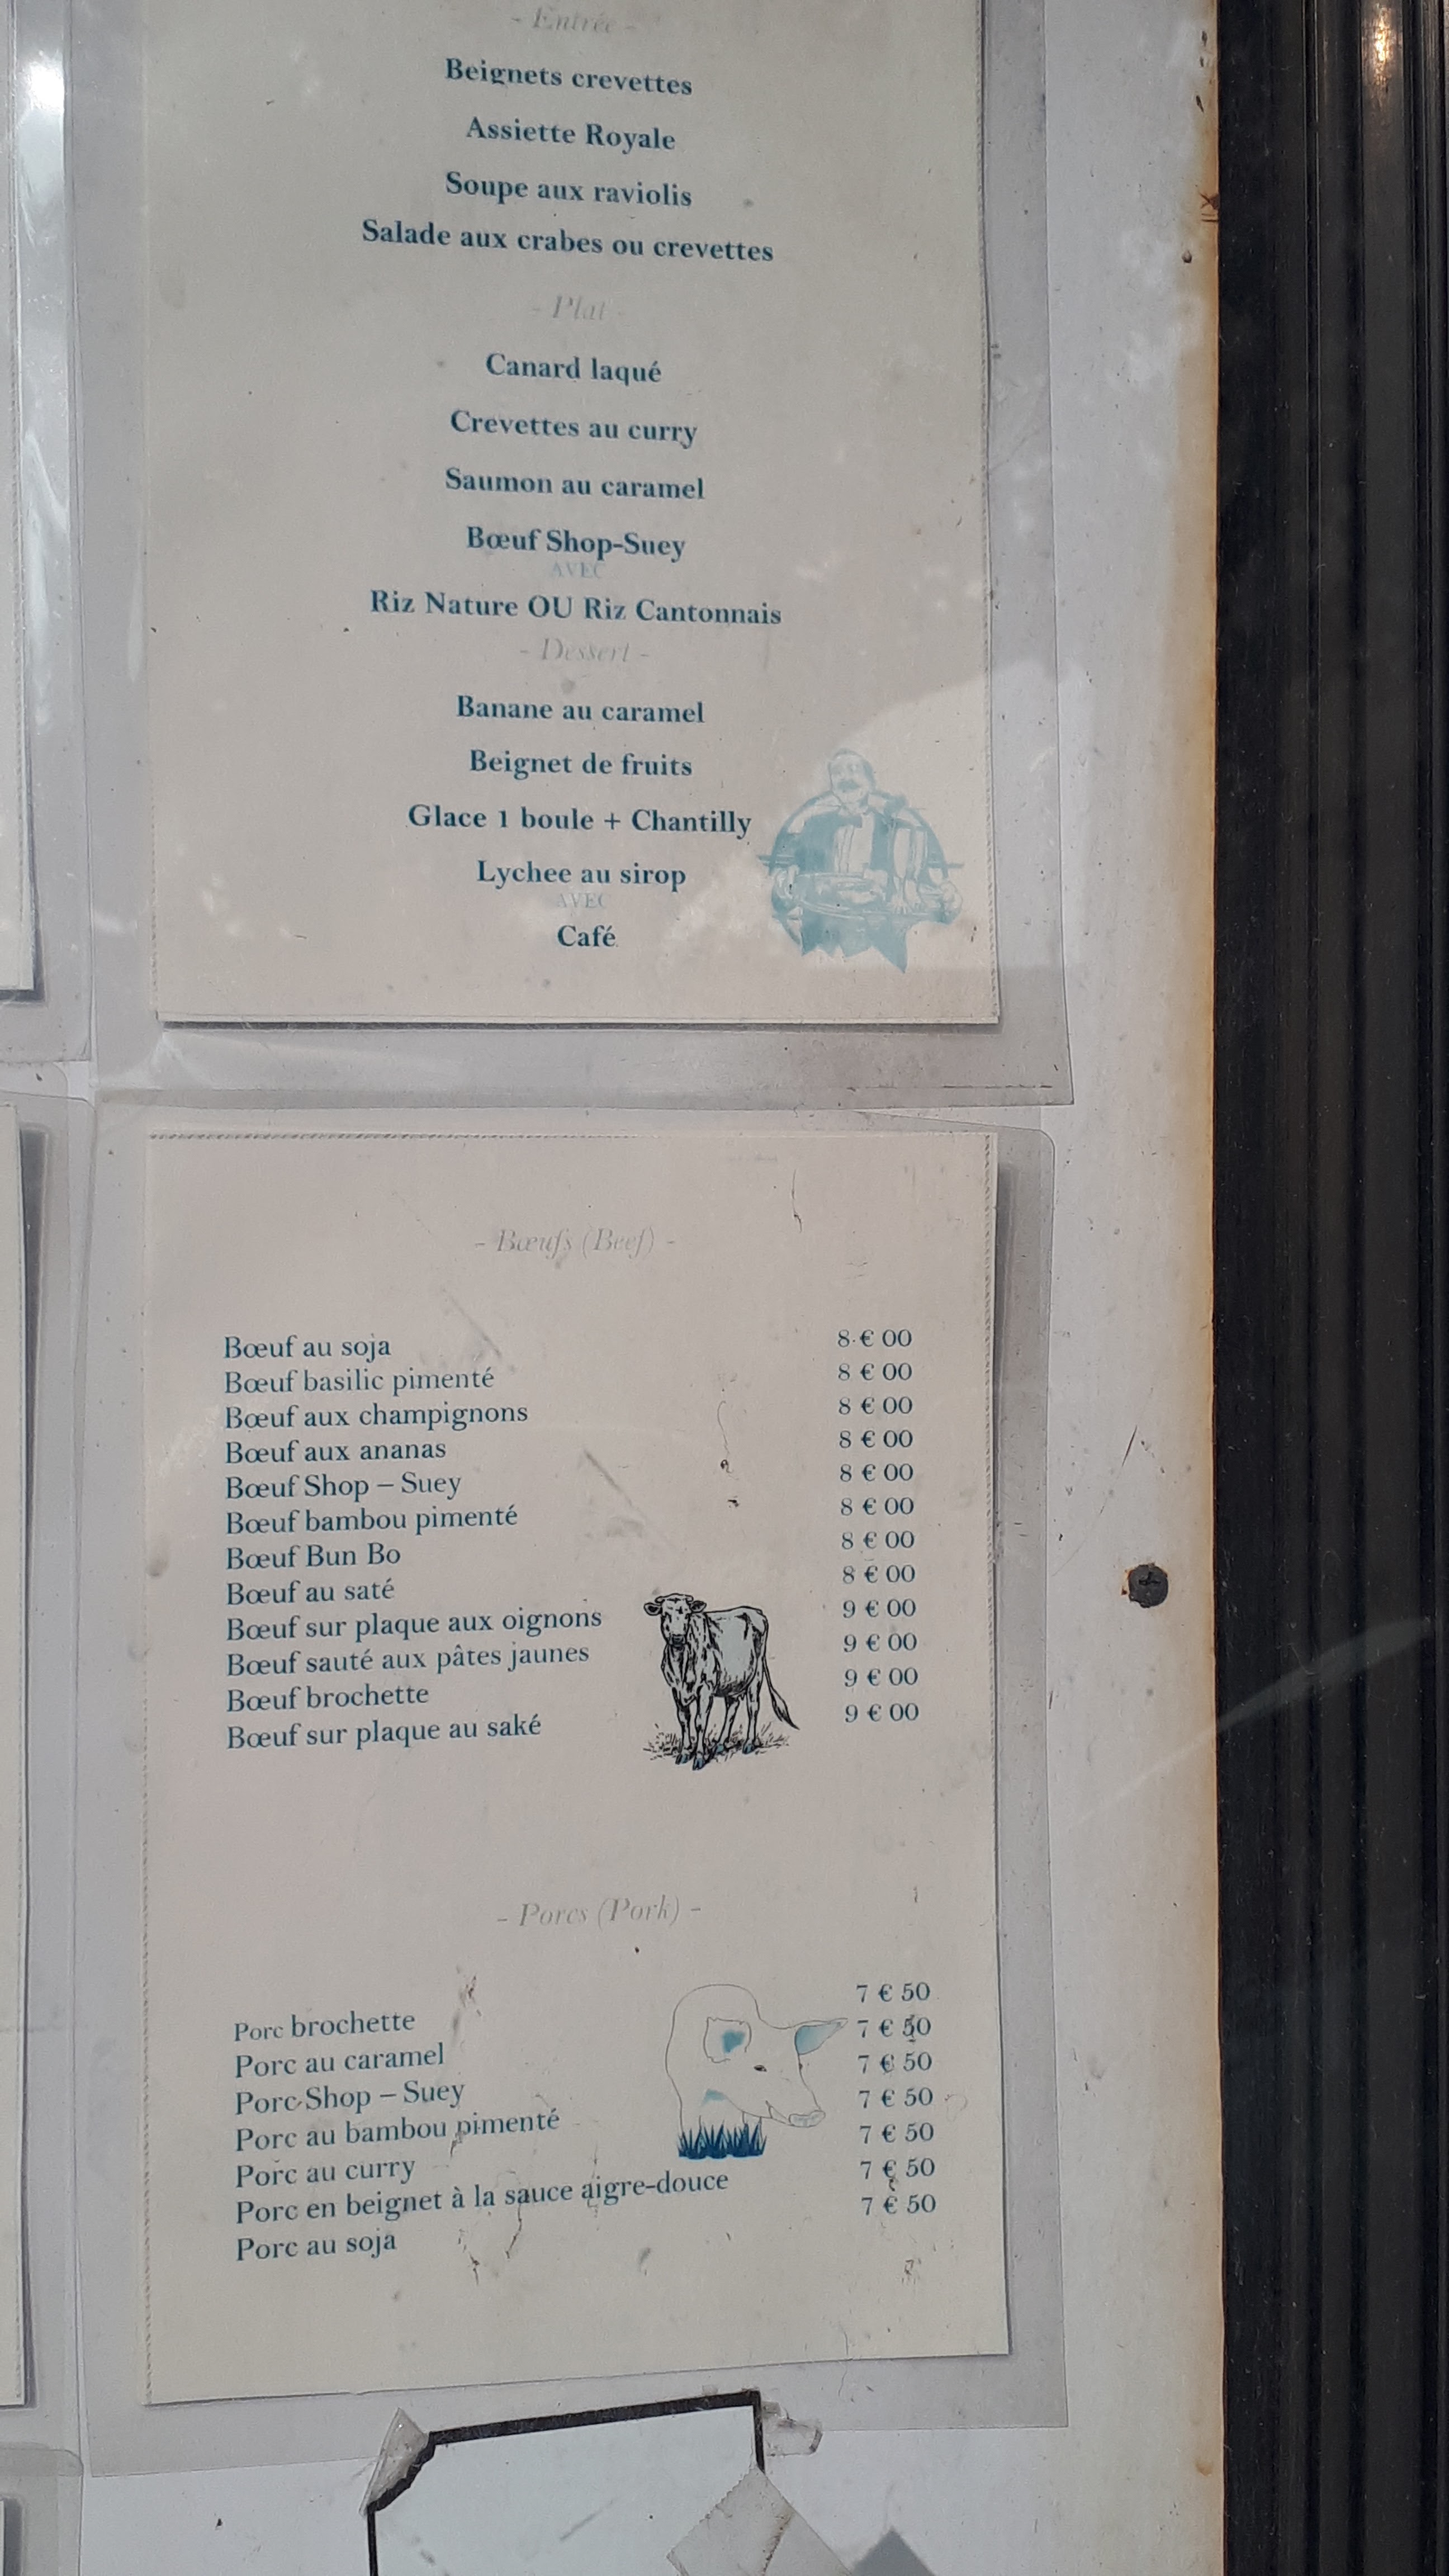 - Entrée -
Beignets crevettes
Assiette Royale
Soupe aux raviolis
Salade aux crabes ou crevettes
- Plat -
Canard laqué
Crevettes au curry
Saumon au caramel
Bœuf Shop-Suey
AVEC
Riz Nature OU Riz Cantonnais
- Dessert -
Banane au caramel
Beignet de fruits
Glace 1 boule + Chantilly
Lychee au sirop
AVEC
Café
- Bœufs (Beef) -
Bœuf au soja 8 € 00
Bœuf basilic pimenté 8 € 00
Bœuf aux champignons 8 € 00
Bœuf aux ananas 8 € 00
Bœuf Shop – Suey 8 € 00
Bœuf bambou pimenté 8 € 00
Bœuf Bun Bo 8 € 00
Bœuf au saté 8 € 00
Bœuf sur plaque aux oignons 9 € 00
Bœuf sauté aux pâtes jaunes 9 € 00
Bœuf brochette 9 € 00
Bœuf sur plaque au saké 9 € 00
- Porcs (Pork) -
Porc brochette 7 € 50
Porc au caramel 7 € 50
Porc Shop – Suey 7 € 50
Porc au bambou pimenté 7 € 50
Porc au curry 7 € 50
Porc en beignet à la sauce aigre-douce 7 € 50
Porc au soja 7 € 50